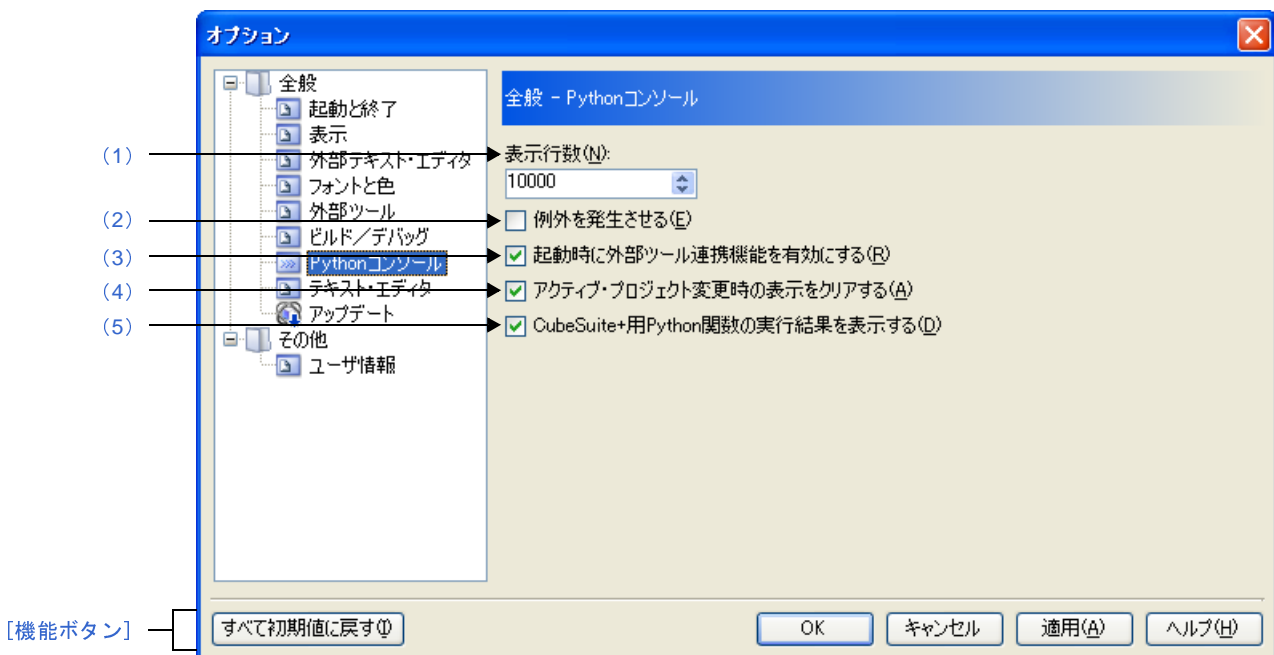 オプション
全般
起動と終了
表示
外部テキスト・エディタ
フォントと色
外部ツール
ビルド／デバッグ
Pythonコンソール
テキスト・エディタ
アップデート
その他
ユーザ情報
全般 - Pythonコンソール
(1)
表示行数(N):
10000
(2)
例外を発生させる(E)
(3)
起動時に外部ツール連携機能を有効にする(R)
(4)
アクティブ・プロジェクト変更時の表示をクリアする(A)
(5)
CubeSuite+用Python関数の実行結果を表示する(D)
[機能ボタン]
すべて初期値に戻す(I)
OK
キャンセル
適用(A)
ヘルプ(H)